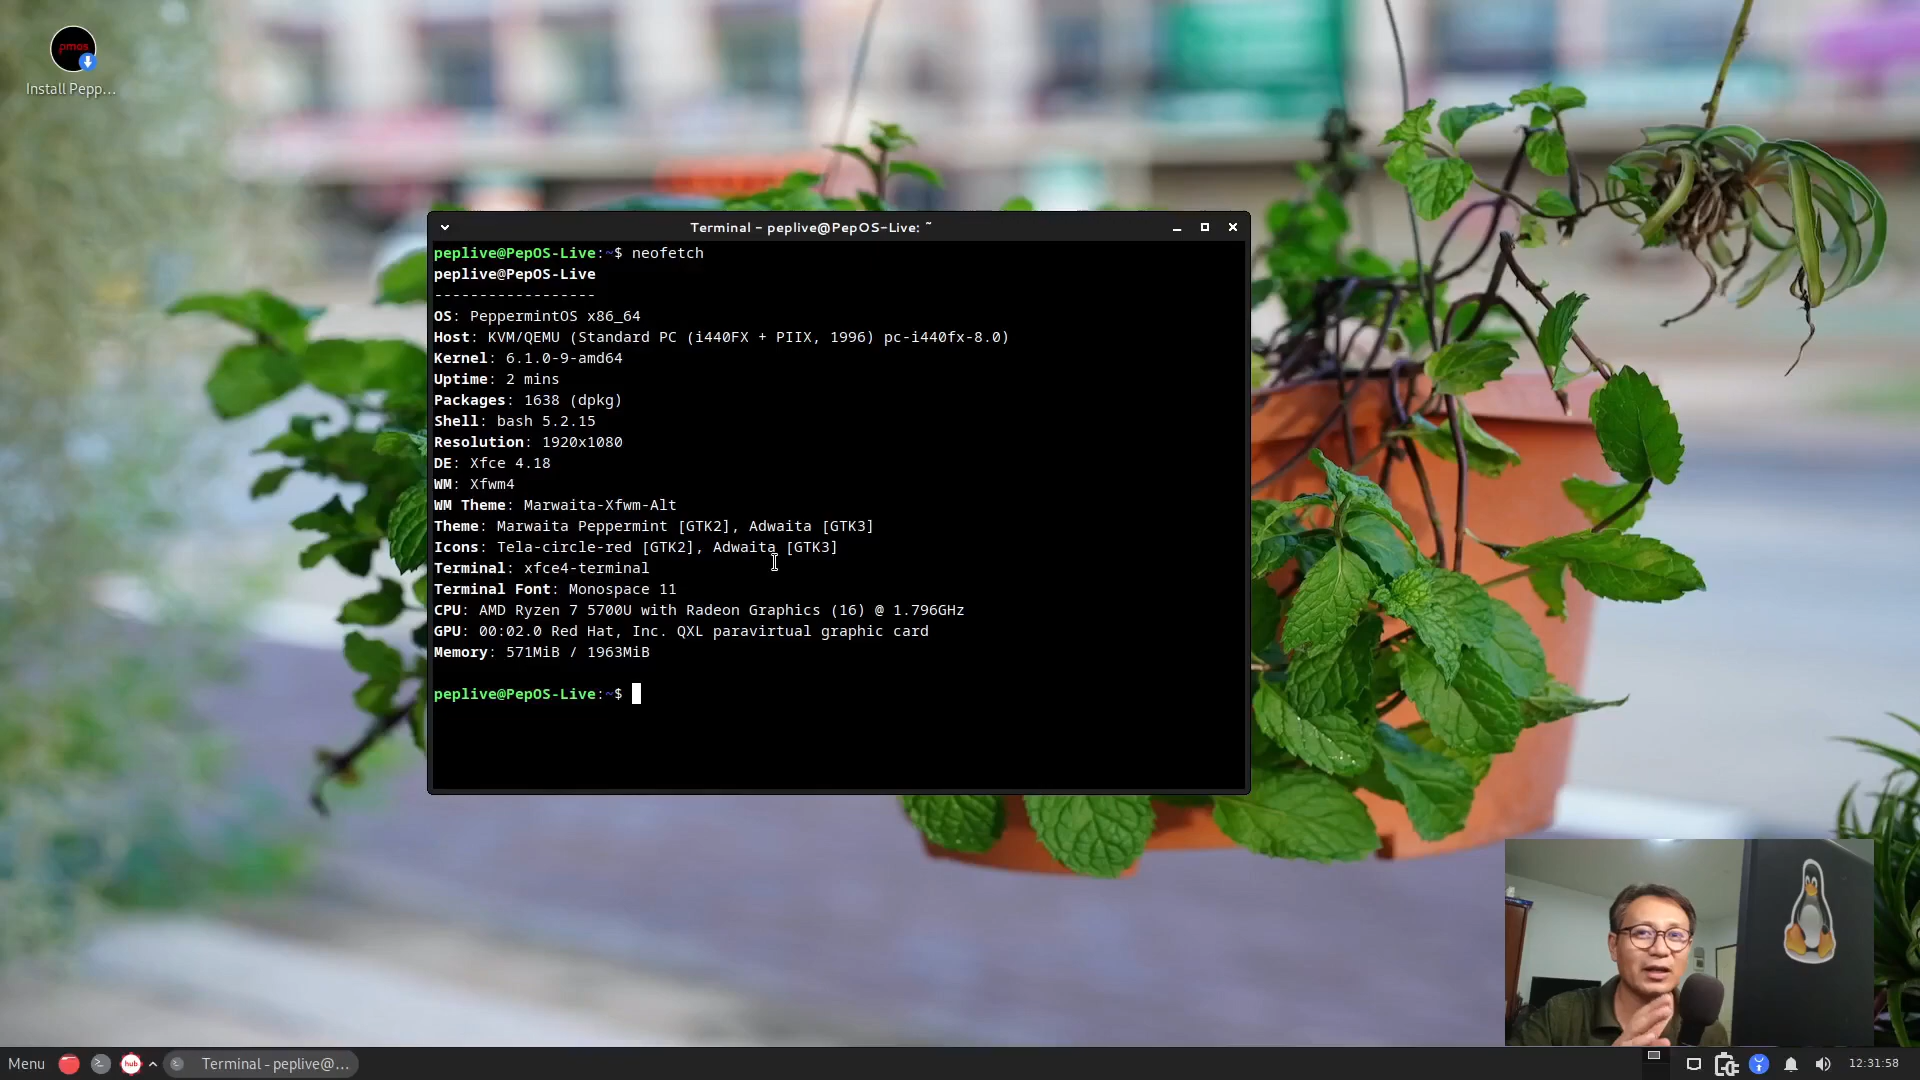 pmos
Install Pepp...
Terminal - peplive@PepOS-Live: ~
peplive@PepOS-Live:~$ neofetch
peplive@PepOS-Live
------------------
OS: PeppermintOS x86_64
Host: KVM/QEMU (Standard PC (i440FX + PIIX, 1996) pc-i440fx-8.0)
Kernel: 6.1.0-9-amd64
Uptime: 2 mins
Packages: 1638 (dpkg)
Shell: bash 5.2.15
Resolution: 1920x1080
DE: Xfce 4.18
WM: Xfwm4
WM Theme: Marwaita-Xfwm-Alt
Theme: Marwaita Peppermint [GTK2], Adwaita [GTK3]
Icons: Tela-circle-red [GTK2], Adwaita [GTK3]
Terminal: xfce4-terminal
Terminal Font: Monospace 11
CPU: AMD Ryzen 7 5700U with Radeon Graphics (16) @ 1.796GHz
GPU: 00:02.0 Red Hat, Inc. QXL paravirtual graphic card
Memory: 571MiB / 1963MiB
peplive@PepOS-Live:~$
Menu
hub
Terminal - peplive@...
12:31:58